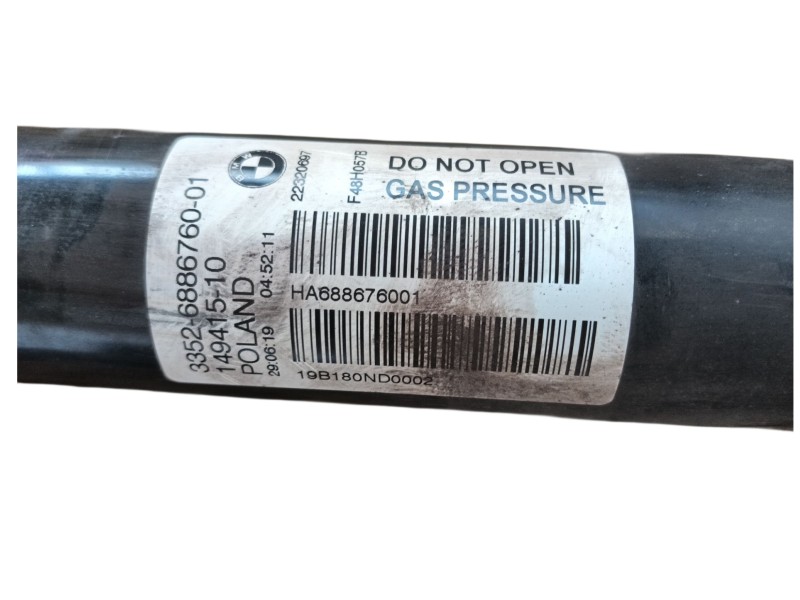 DO NOT OPEN
GAS PRESSURE
3352-6886760-01
149415-10
POLAND
29:06:19 04:52:11
22320697
F48H057B
HA688676001
19B180ND0002